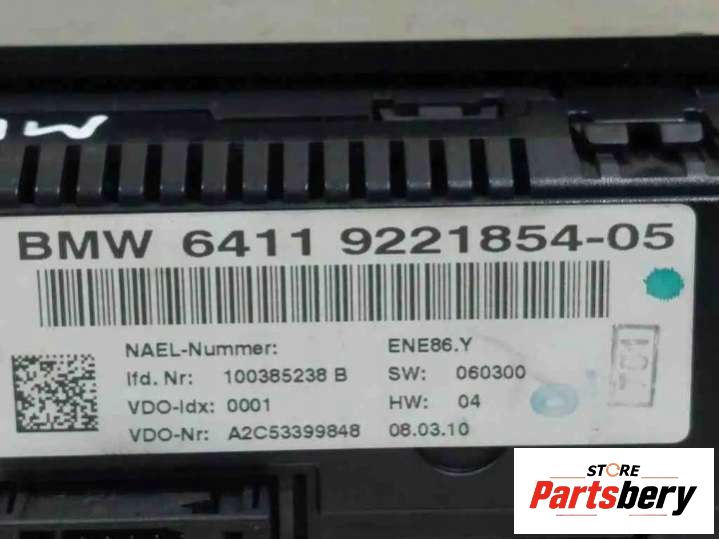 BMW 6411 9221854-05
NAEL-Nummer: ENE86.Y
lfd. Nr: 100385238 B SW: 060300
VDO-Idx: 0001 HW: 04
VDO-Nr: A2C53399848 08.03.10
STORE
Partsbery